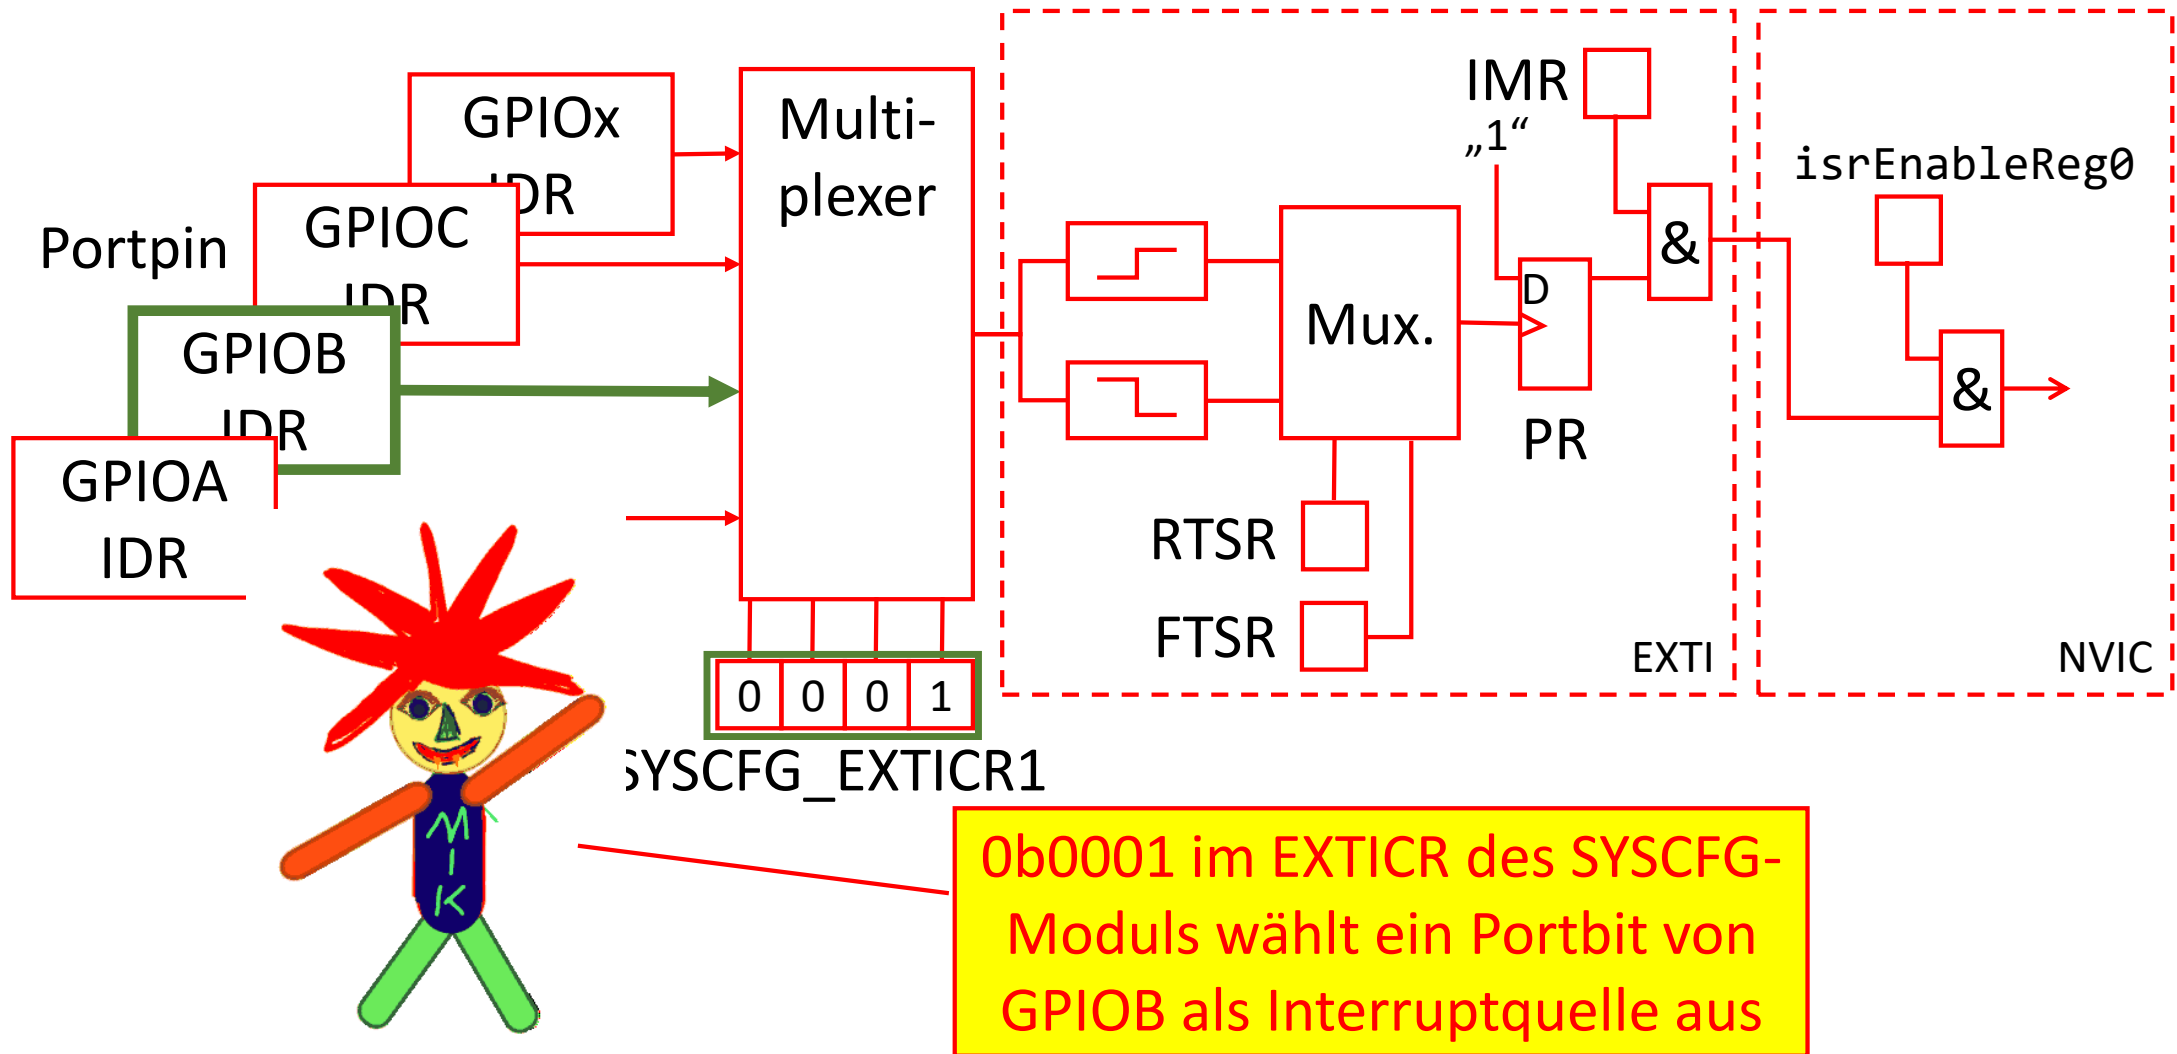 GPIOx
IDR
GPIOC
IDR
Portpin
GPIOB
IDR
GPIOA
IDR
Multi-
plexer
0 0 0 1
SYSCFG_EXTICR1
IMR
„1“
&
D
Mux.
PR
RTSR
FTSR
EXTI
isrEnableReg0
&
NVIC
MIK
0b0001 im EXTICR des SYSCFG-
Moduls wählt ein Portbit von
GPIOB als Interruptquelle aus